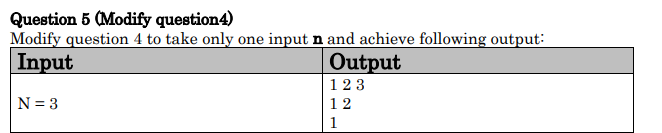 Question 5 (Modify question4)
Modify question 4 to take only one input n and achieve following output:
Input Output
N = 3
1 2 3
1 2
1